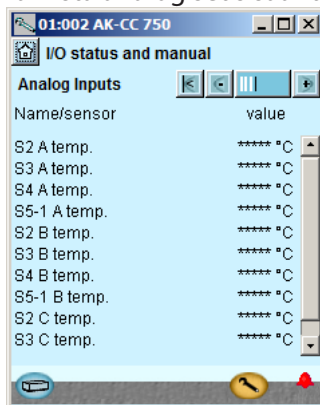 01:002 AK-CC 750
I/O status and manual
Analog Inputs
Name/sensor value
S2 A temp. ***** °C
S3 A temp. ***** °C
S4 A temp. ***** °C
S5-1 A temp. ***** °C
S2 B temp. ***** °C
S3 B temp. ***** °C
S4 B temp. ***** °C
S5-1 B temp. ***** °C
S2 C temp. ***** °C
S3 C temp. ***** °C